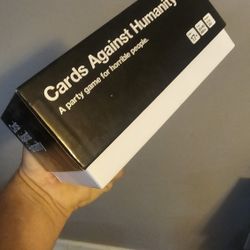 Cards Against Humanity
A party game for horrible people.